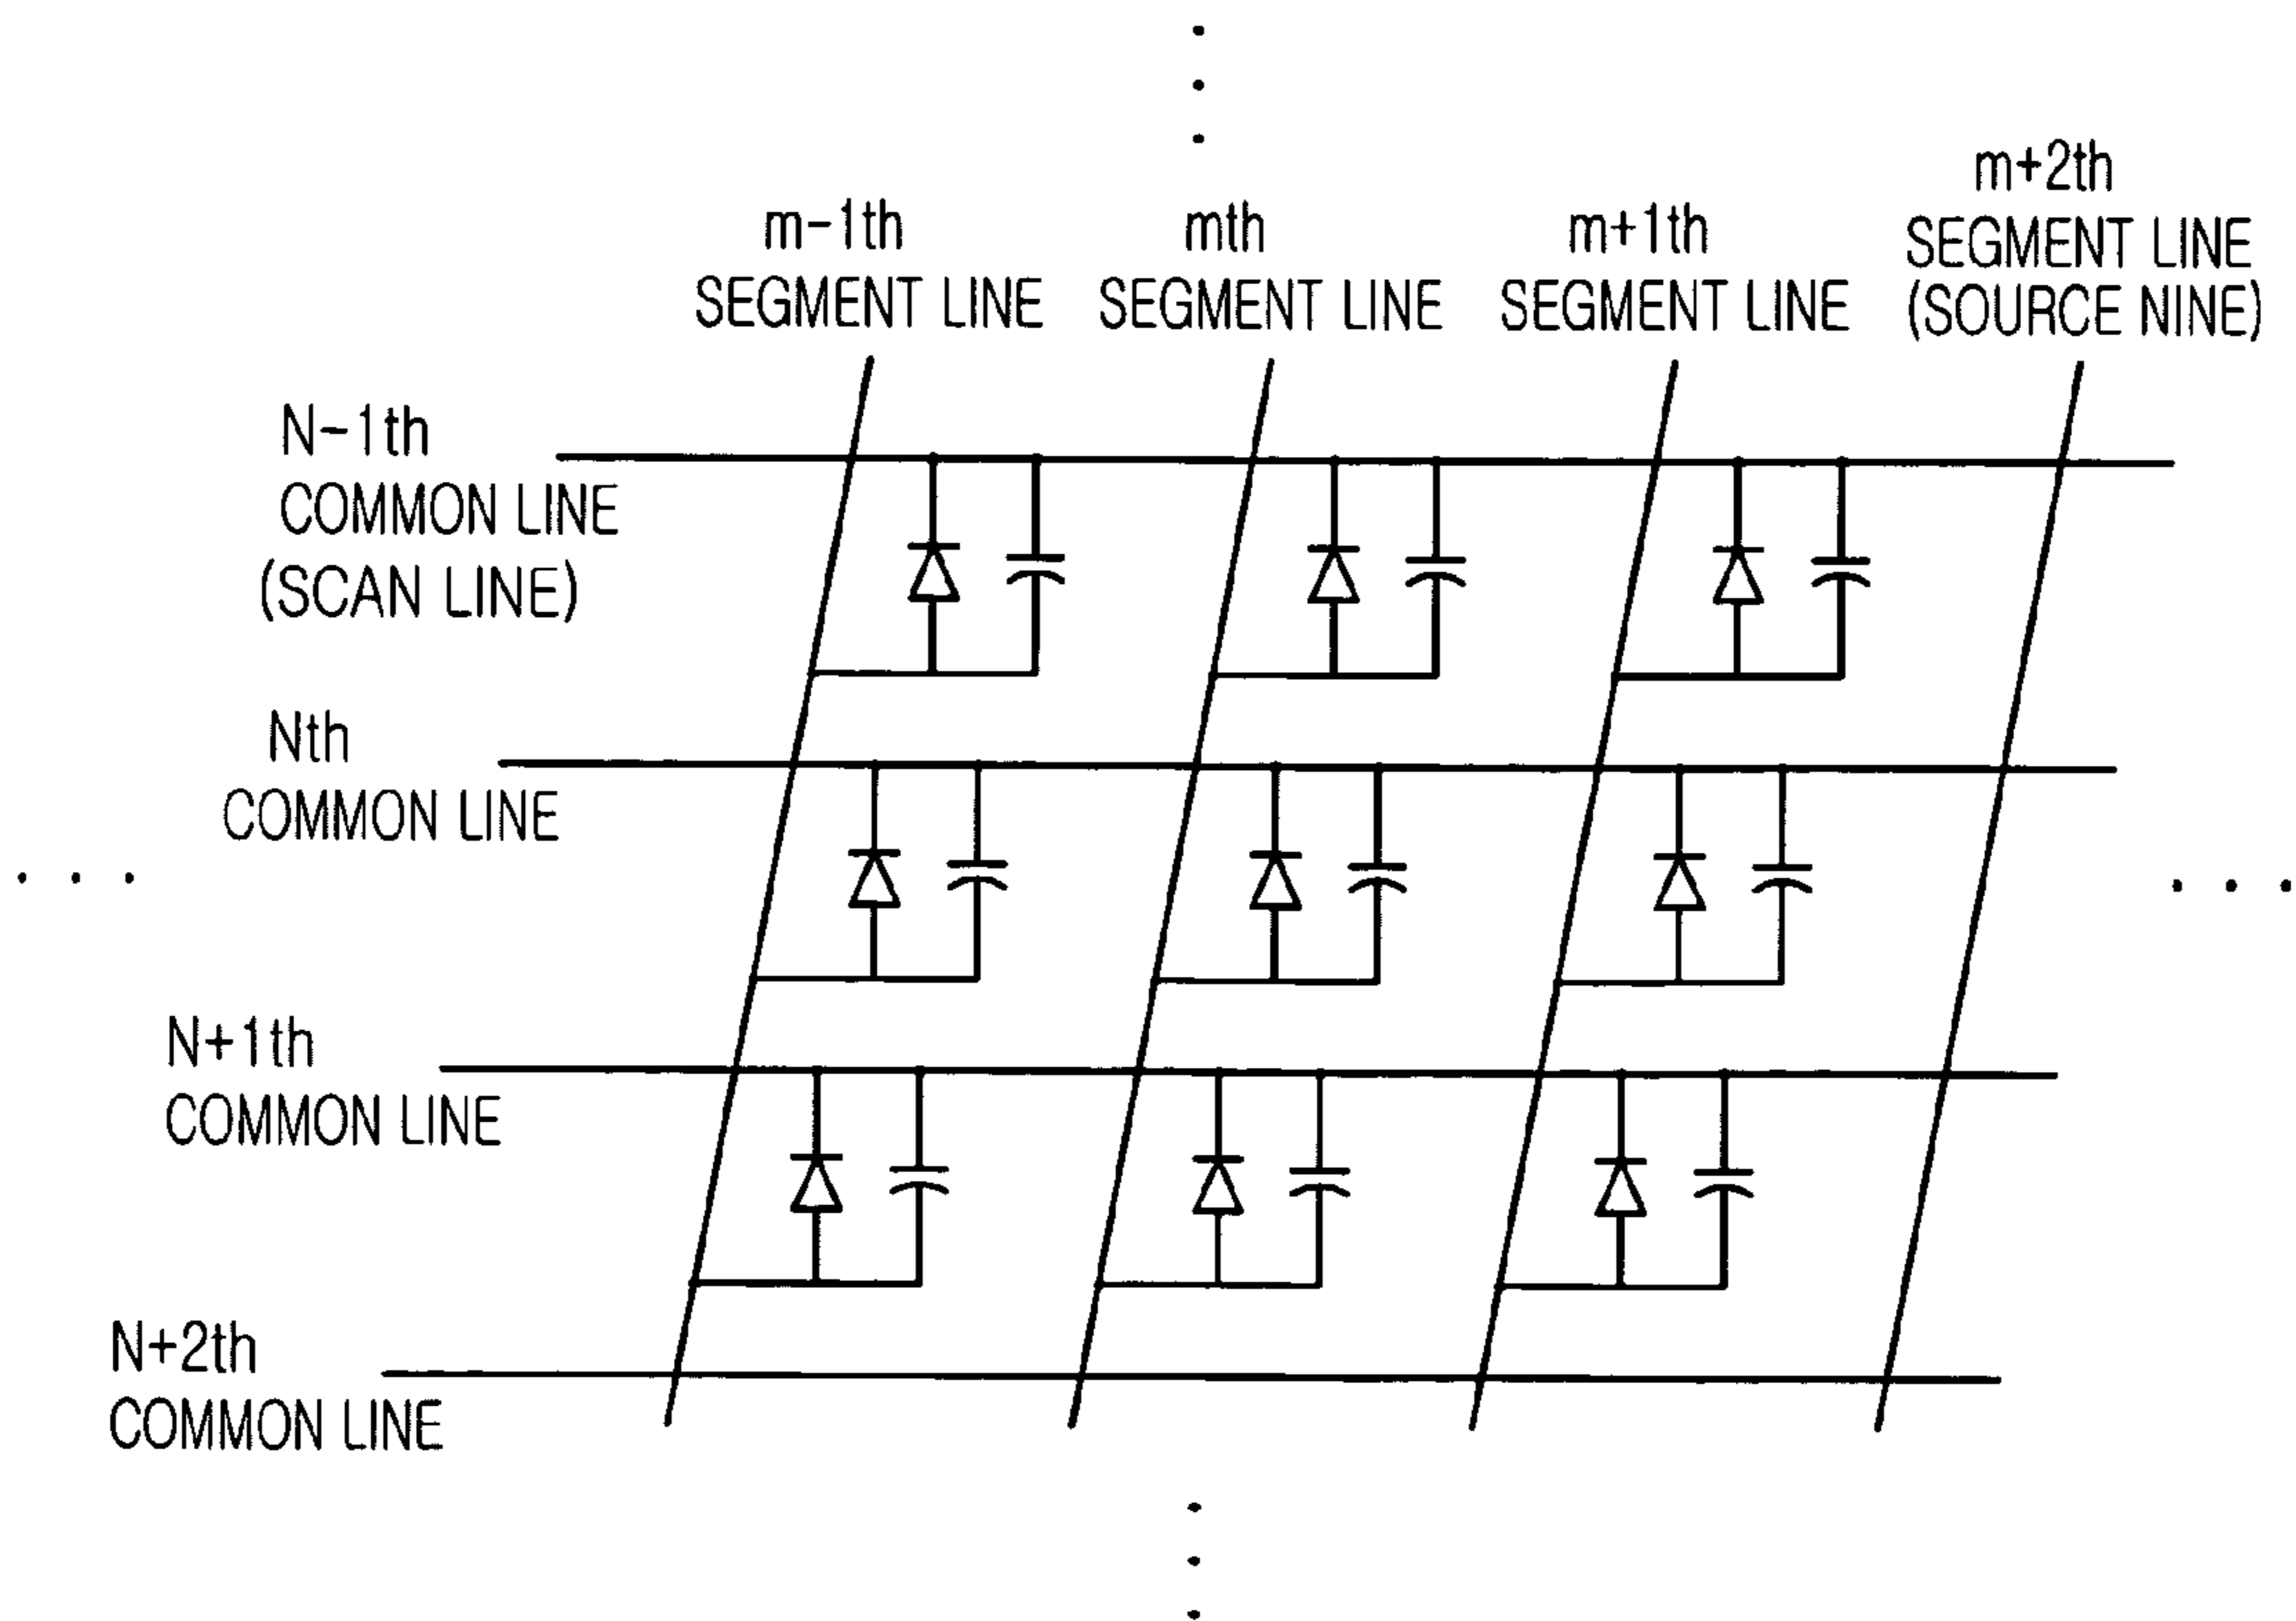 m-1th
SEGMENT LINE
mth
SEGMENT LINE
m+1th
SEGMENT LINE
m+2th
SEGMENT LINE
(SOURCE NINE)
N-1th
COMMON LINE
(SCAN LINE)
Nth
COMMON LINE
N+1th
COMMON LINE
N+2th
COMMON LINE